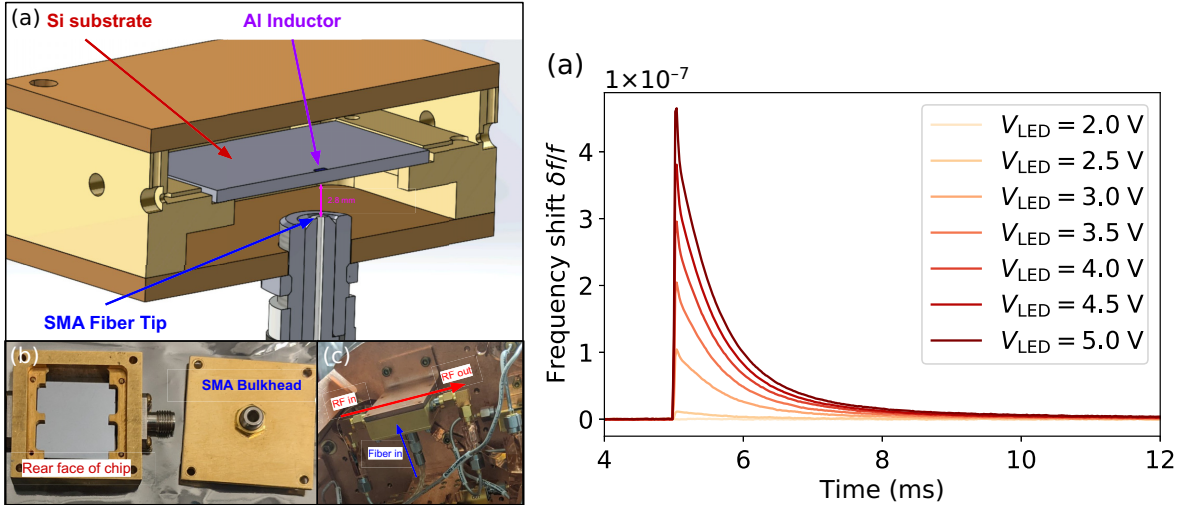 (a)
Si substrate
Al Inductor
SMA Fiber Tip
(b)
SMA Bulkhead
Rear face of chip
(c)
RF out
RF in
Fiber in
(a)
1×10⁻⁷
Frequency shift δf/f
4
3
2
1
0
V_LED = 2.0 V
V_LED = 2.5 V
V_LED = 3.0 V
V_LED = 3.5 V
V_LED = 4.0 V
V_LED = 4.5 V
V_LED = 5.0 V
4 6 8 10 12
Time (ms)